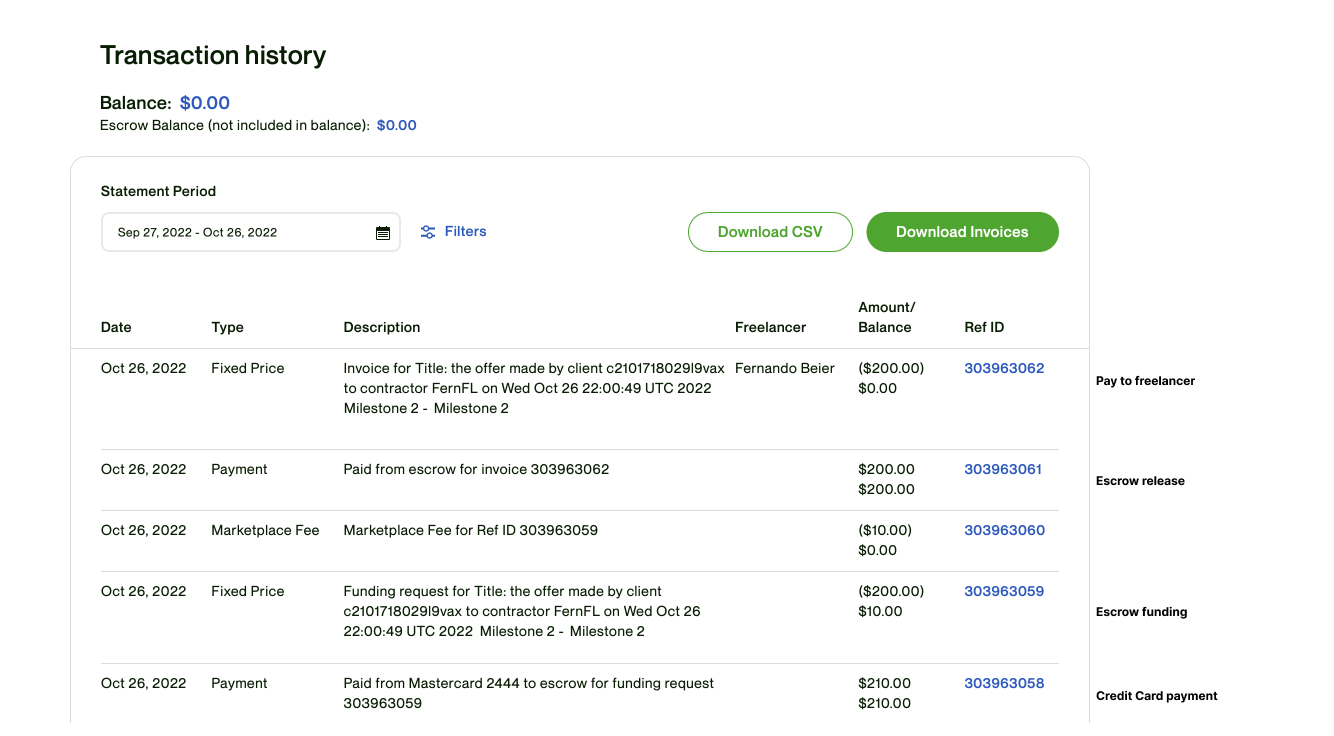 Transaction history
Balance: $0.00
Escrow Balance (not included in balance): $0.00
Statement Period
Sep 27, 2022 - Oct 26, 2022
Filters
Download CSV
Download Invoices
Date Type Description Freelancer Amount/ Balance Ref ID
Oct 26, 2022 Fixed Price Invoice for Title: the offer made by client c2101718029l9vax Fernando Beier ($200.00) 303963062
to contractor FernFL on Wed Oct 26 22:00:49 UTC 2022 $0.00
Milestone 2 - Milestone 2
Pay to freelancer
Oct 26, 2022 Payment Paid from escrow for invoice 303963062 $200.00 303963061
$200.00
Escrow release
Oct 26, 2022 Marketplace Fee Marketplace Fee for Ref ID 303963059 ($10.00) 303963060
$0.00
Oct 26, 2022 Fixed Price Funding request for Title: the offer made by client ($200.00) 303963059
c2101718029l9vax to contractor FernFL on Wed Oct 26 $10.00
22:00:49 UTC 2022 Milestone 2 - Milestone 2
Escrow funding
Oct 26, 2022 Payment Paid from Mastercard 2444 to escrow for funding request $210.00 303963058
303963059 $210.00
Credit Card payment